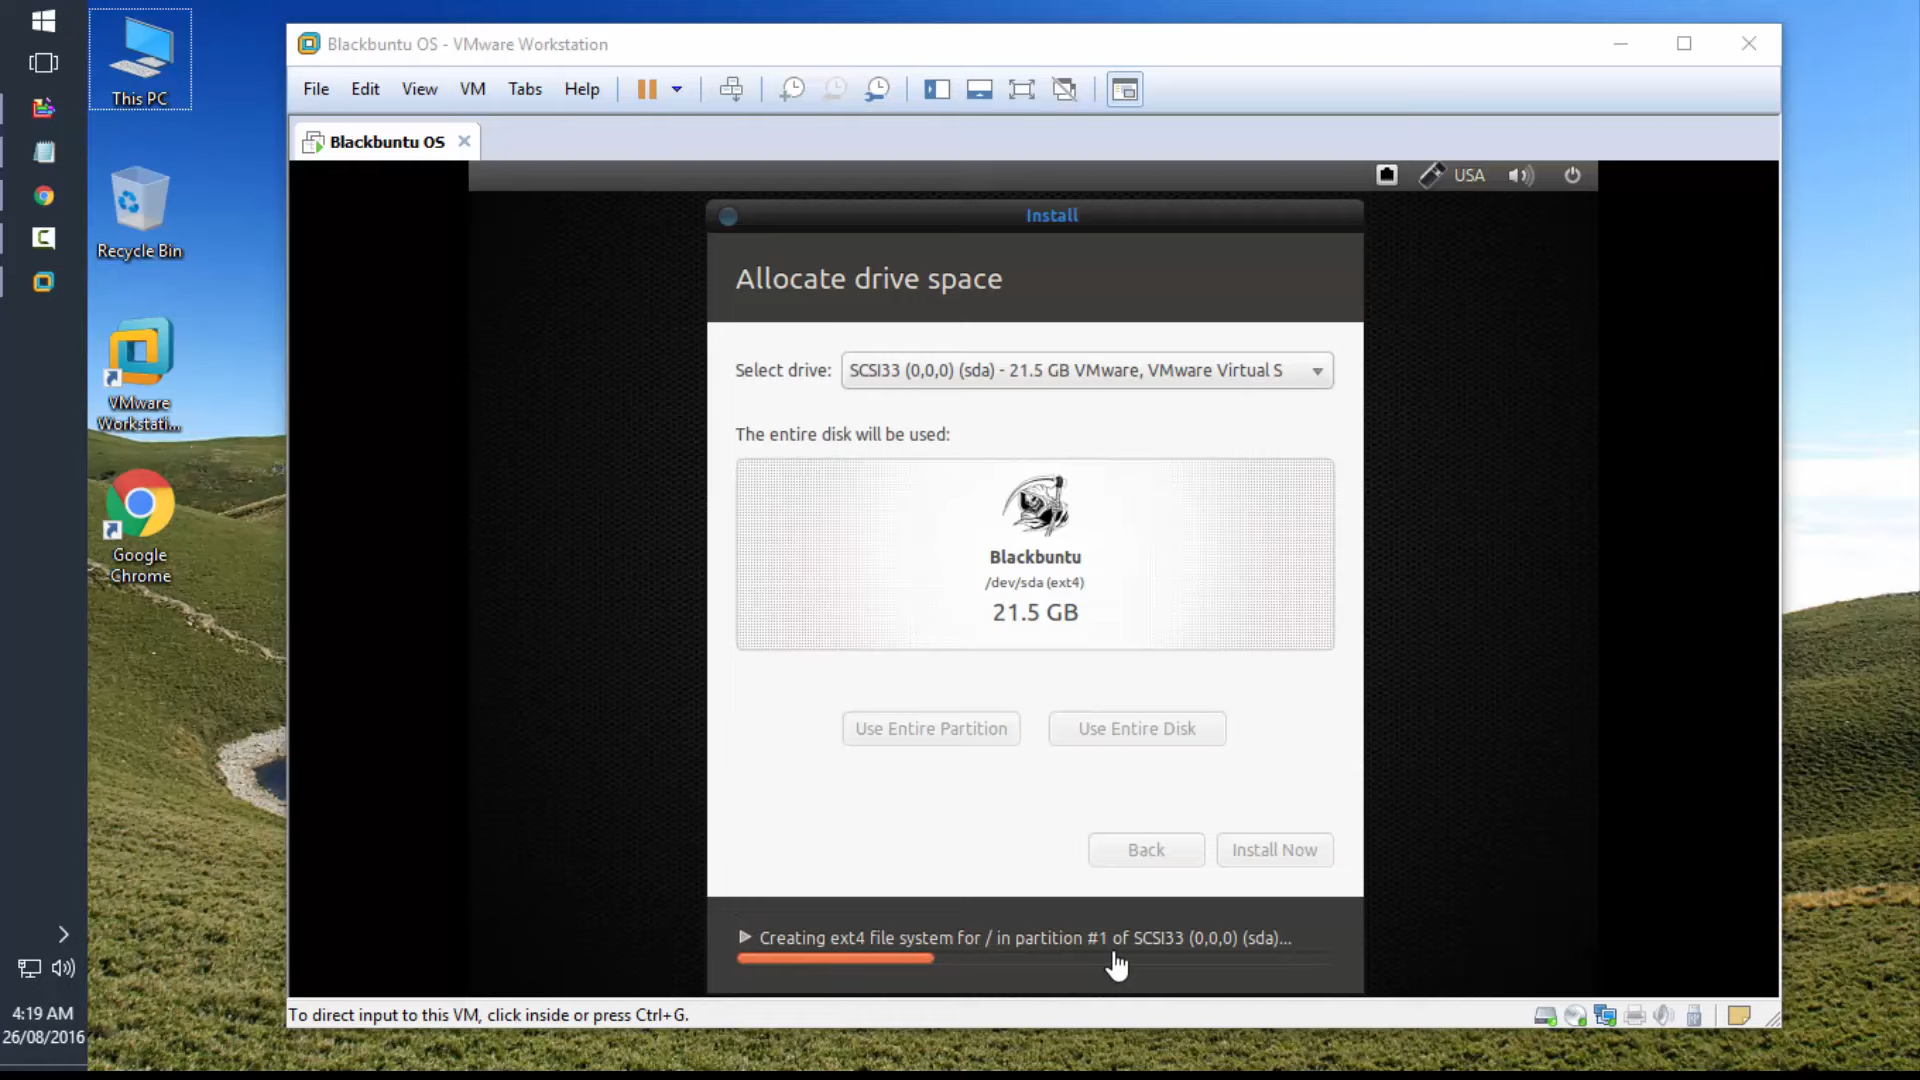 This PC
Recycle Bin
VMware
Workstati...
Google
Chrome
4:19 AM
26/08/2016
Blackbuntu OS - VMware Workstation
File Edit View VM Tabs Help
Blackbuntu OS
USA
Install
Allocate drive space
Select drive: SCSI33 (0,0,0) (sda) - 21.5 GB VMware, VMware Virtual S
The entire disk will be used:
Blackbuntu
/dev/sda (ext4)
21.5 GB
Use Entire Partition Use Entire Disk
Back Install Now
Creating ext4 file system for / in partition #1 of SCSI33 (0,0,0) (sda)...
To direct input to this VM, click inside or press Ctrl+G.